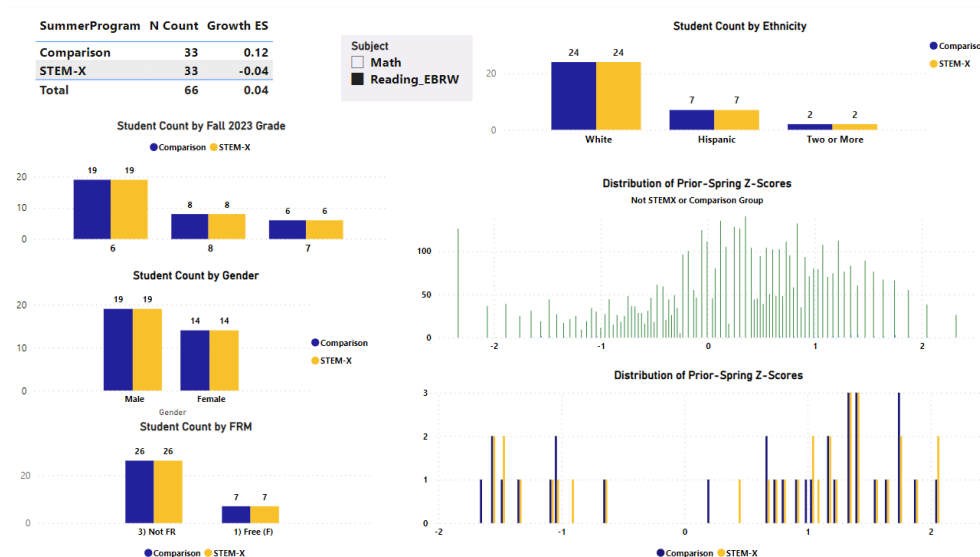 SummerProgram N Count Growth ES
Comparison 33 0.12
STEM-X 33 -0.04
Total 66 0.04
Subject
Math
Reading_EBRW
Student Count by Ethnicity
Comparison
STEM-X
20
0
24 24
7 7
2 2
White Hispanic Two or More
Student Count by Fall 2023 Grade
Comparison STEM-X
20
10
0
19 19
8 8
6 6
6 8 7
Distribution of Prior-Spring Z-Scores
Not STEMX or Comparison Group
100
50
0
-2 -1 0 1 2
Student Count by Gender
20
10
0
19 19
14 14
Male Female
Gender
Comparison
STEM-X
Student Count by FRM
20
0
26 26
7 7
3) Not FR 1) Free (F)
Comparison STEM-X
Distribution of Prior-Spring Z-Scores
3
2
1
0
-2 -1 0 1 2
Comparison STEM-X